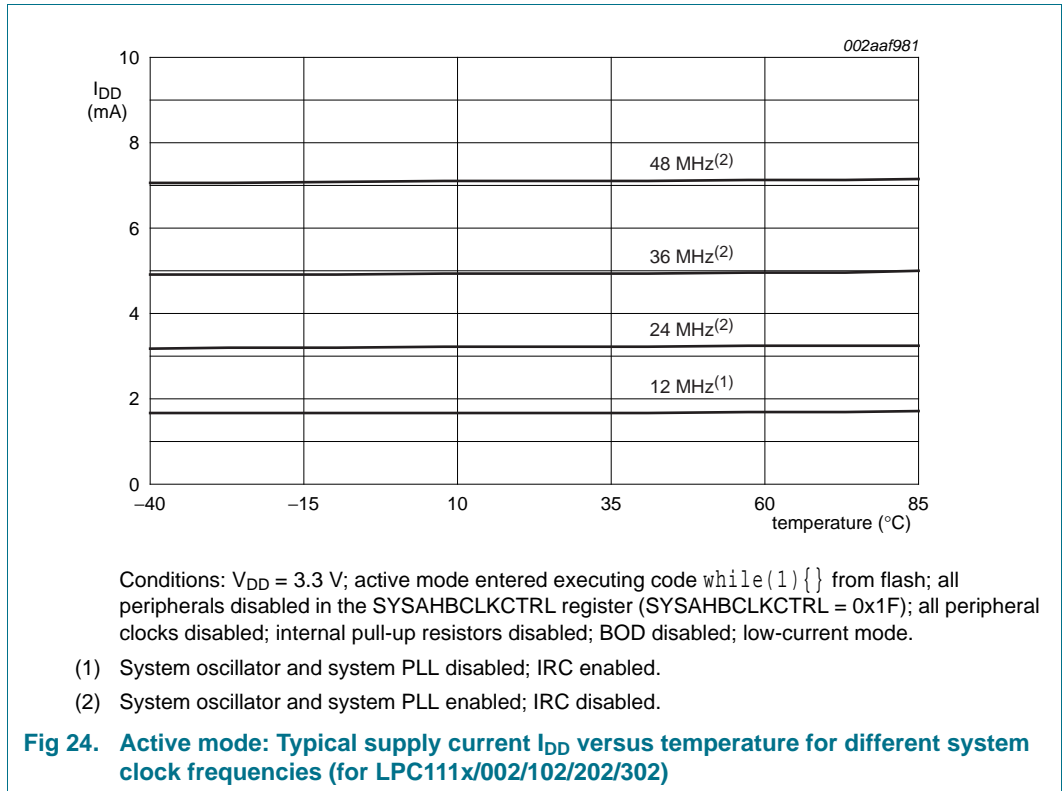 002aaf981
10
I_DD
(mA)
8
48 MHz(2)
6
36 MHz(2)
4
24 MHz(2)
2
12 MHz(1)
0
−40 −15 10 35 60 85
temperature (°C)
Conditions: V_DD = 3.3 V; active mode entered executing code while(1){} from flash; all
peripherals disabled in the SYSAHBCLKCTRL register (SYSAHBCLKCTRL = 0x1F); all peripheral
clocks disabled; internal pull-up resistors disabled; BOD disabled; low-current mode.
(1) System oscillator and system PLL disabled; IRC enabled.
(2) System oscillator and system PLL enabled; IRC disabled.
Fig 24. Active mode: Typical supply current I_DD versus temperature for different system
clock frequencies (for LPC111x/002/102/202/302)